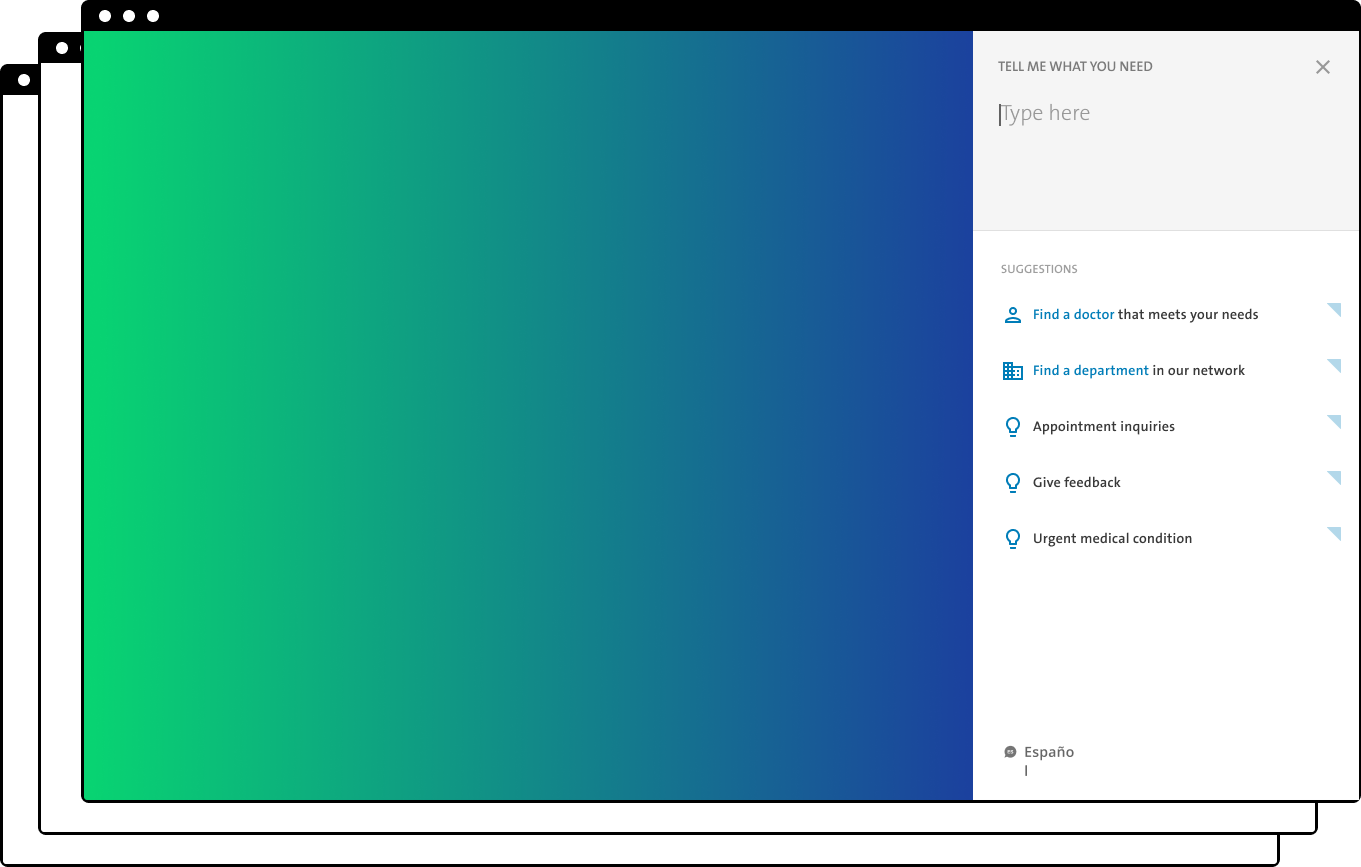 TELL ME WHAT YOU NEED
Type here
SUGGESTIONS
Find a doctor that meets your needs
Find a department in our network
Appointment inquiries
Give feedback
Urgent medical condition
Españo
l